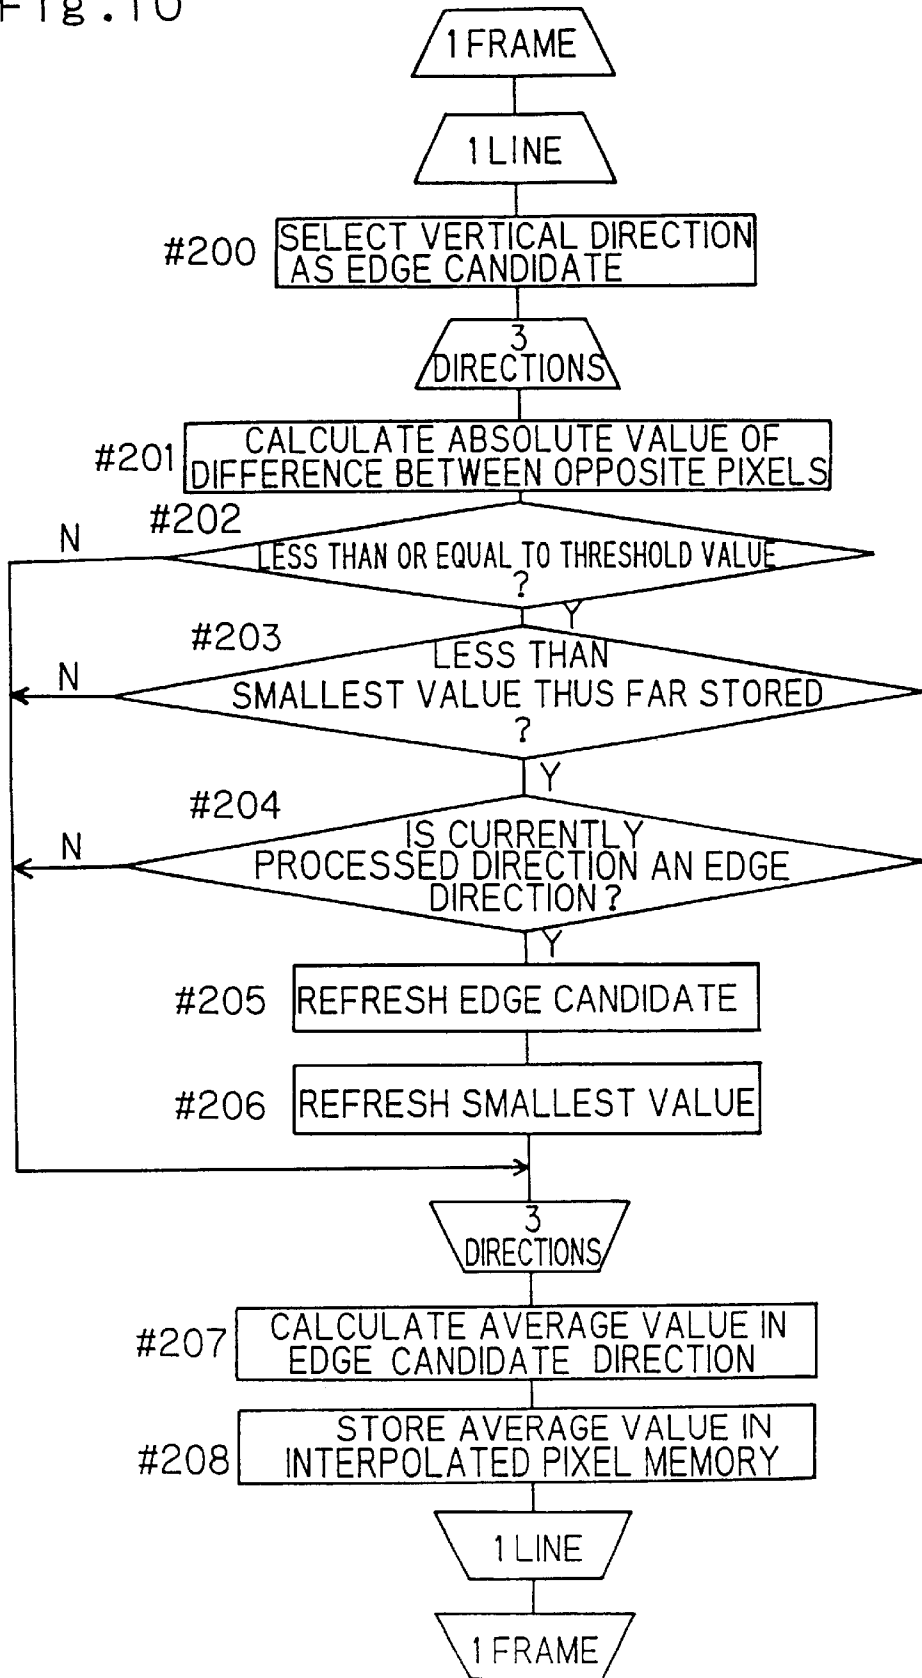 Fig.10
1 FRAME
1 LINE
#200
SELECT VERTICAL DIRECTION
AS EDGE CANDIDATE
3
DIRECTIONS
#201
CALCULATE ABSOLUTE VALUE OF
DIFFERENCE BETWEEN OPPOSITE PIXELS
#202
N
LESS THAN OR EQUAL TO THRESHOLD VALUE
?
Y
#203
N
LESS THAN
SMALLEST VALUE THUS FAR STORED
?
Y
#204
N
IS CURRENTLY
PROCESSED DIRECTION AN EDGE
DIRECTION?
Y
#205
REFRESH EDGE CANDIDATE
#206
REFRESH SMALLEST VALUE
3
DIRECTIONS
#207
CALCULATE AVERAGE VALUE IN
EDGE CANDIDATE DIRECTION
#208
STORE AVERAGE VALUE IN
INTERPOLATED PIXEL MEMORY
1 LINE
1 FRAME